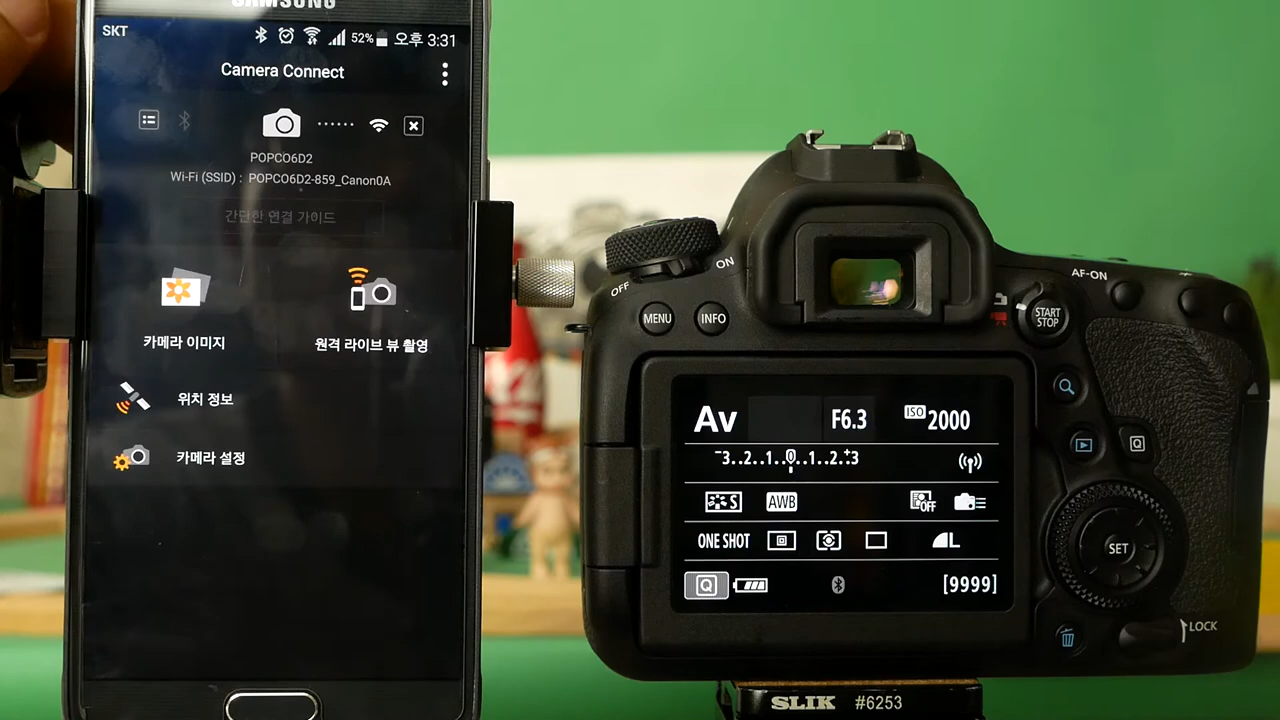 SAMSUNG
SKT
52% 오후 3:31
Camera Connect
POPCO6D2
Wi-Fi (SSID) : POPCO6D2-859_Canon0A
간단한 연결 가이드
카메라 이미지
원격 라이브 뷰 촬영
위치 정보
카메라 설정
ON
OFF
MENU
INFO
AF-ON
START
STOP
Av
F6.3
ISO 2000
-3..2..1..0..1..2.+3
S
AWB
OFF
ONE SHOT
L
Q
[9999]
Q
SET
LOCK
SLIK #6253